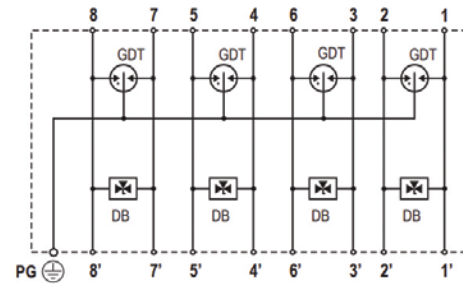 8 7 5 4 6 3 2 1
GDT GDT GDT GDT
DB DB DB DB
PG 8' 7' 5' 4' 6' 3' 2' 1'